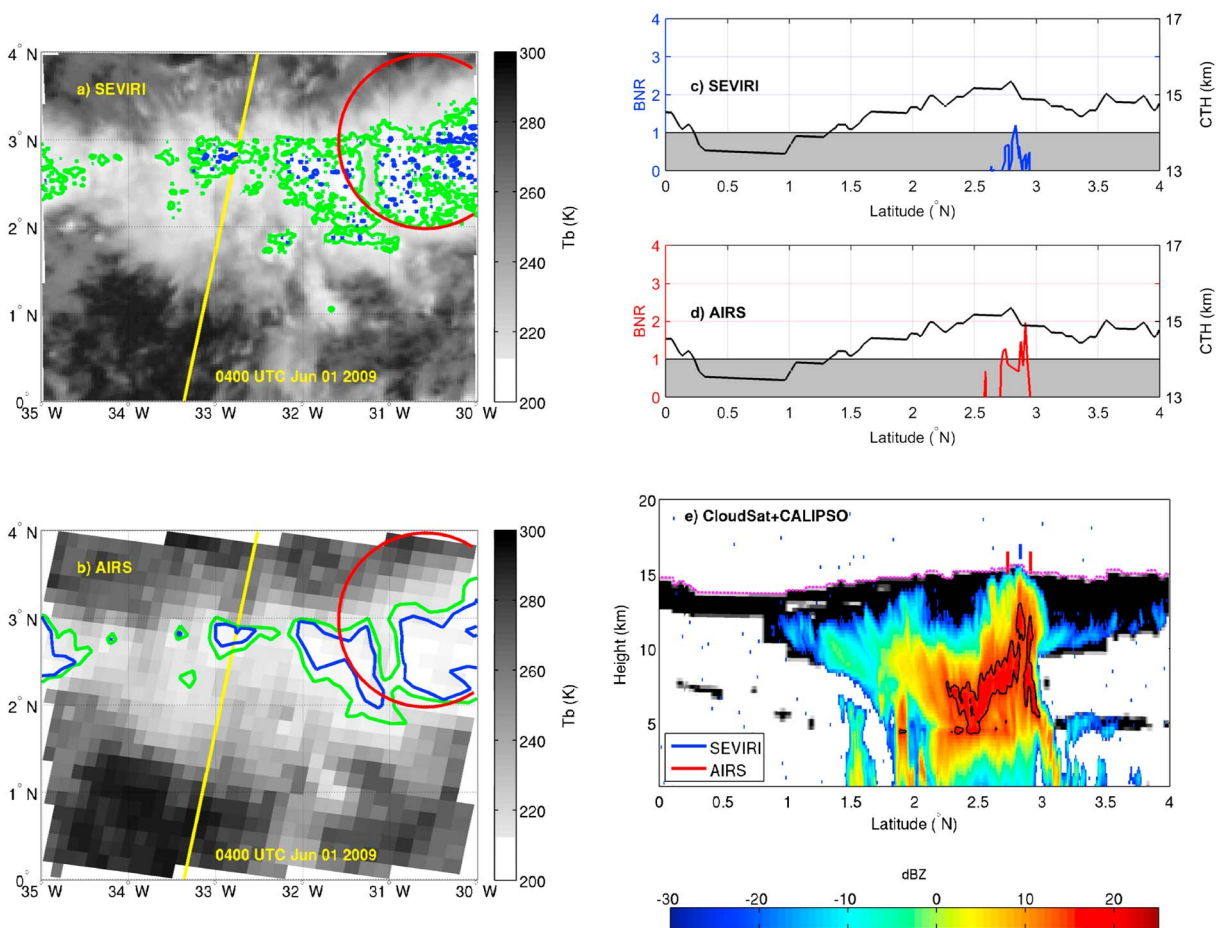 a) SEVIRI
4° N
3° N
2° N
1° N
0°
0400 UTC Jun 01 2009
35° W
34° W
33° W
32° W
31° W
30° W
300
280
260
240
220
200
Tb (K)
c) SEVIRI
BNR
4
3
2
1
0
17
15
13
CTH (km)
0 0.5 1 1.5 2 2.5 3 3.5 4
Latitude (°N)
d) AIRS
BNR
4
3
2
1
0
17
15
13
CTH (km)
0 0.5 1 1.5 2 2.5 3 3.5 4
Latitude (°N)
b) AIRS
4° N
3° N
2° N
1° N
0°
0400 UTC Jun 01 2009
35° W
34° W
33° W
32° W
31° W
30° W
300
280
260
240
220
200
Tb (K)
e) CloudSat+CALIPSO
Height (km)
20
15
10
5
SEVIRI
AIRS
0 0.5 1 1.5 2 2.5 3 3.5 4
Latitude (°N)
dBZ
-30 -20 -10 0 10 20